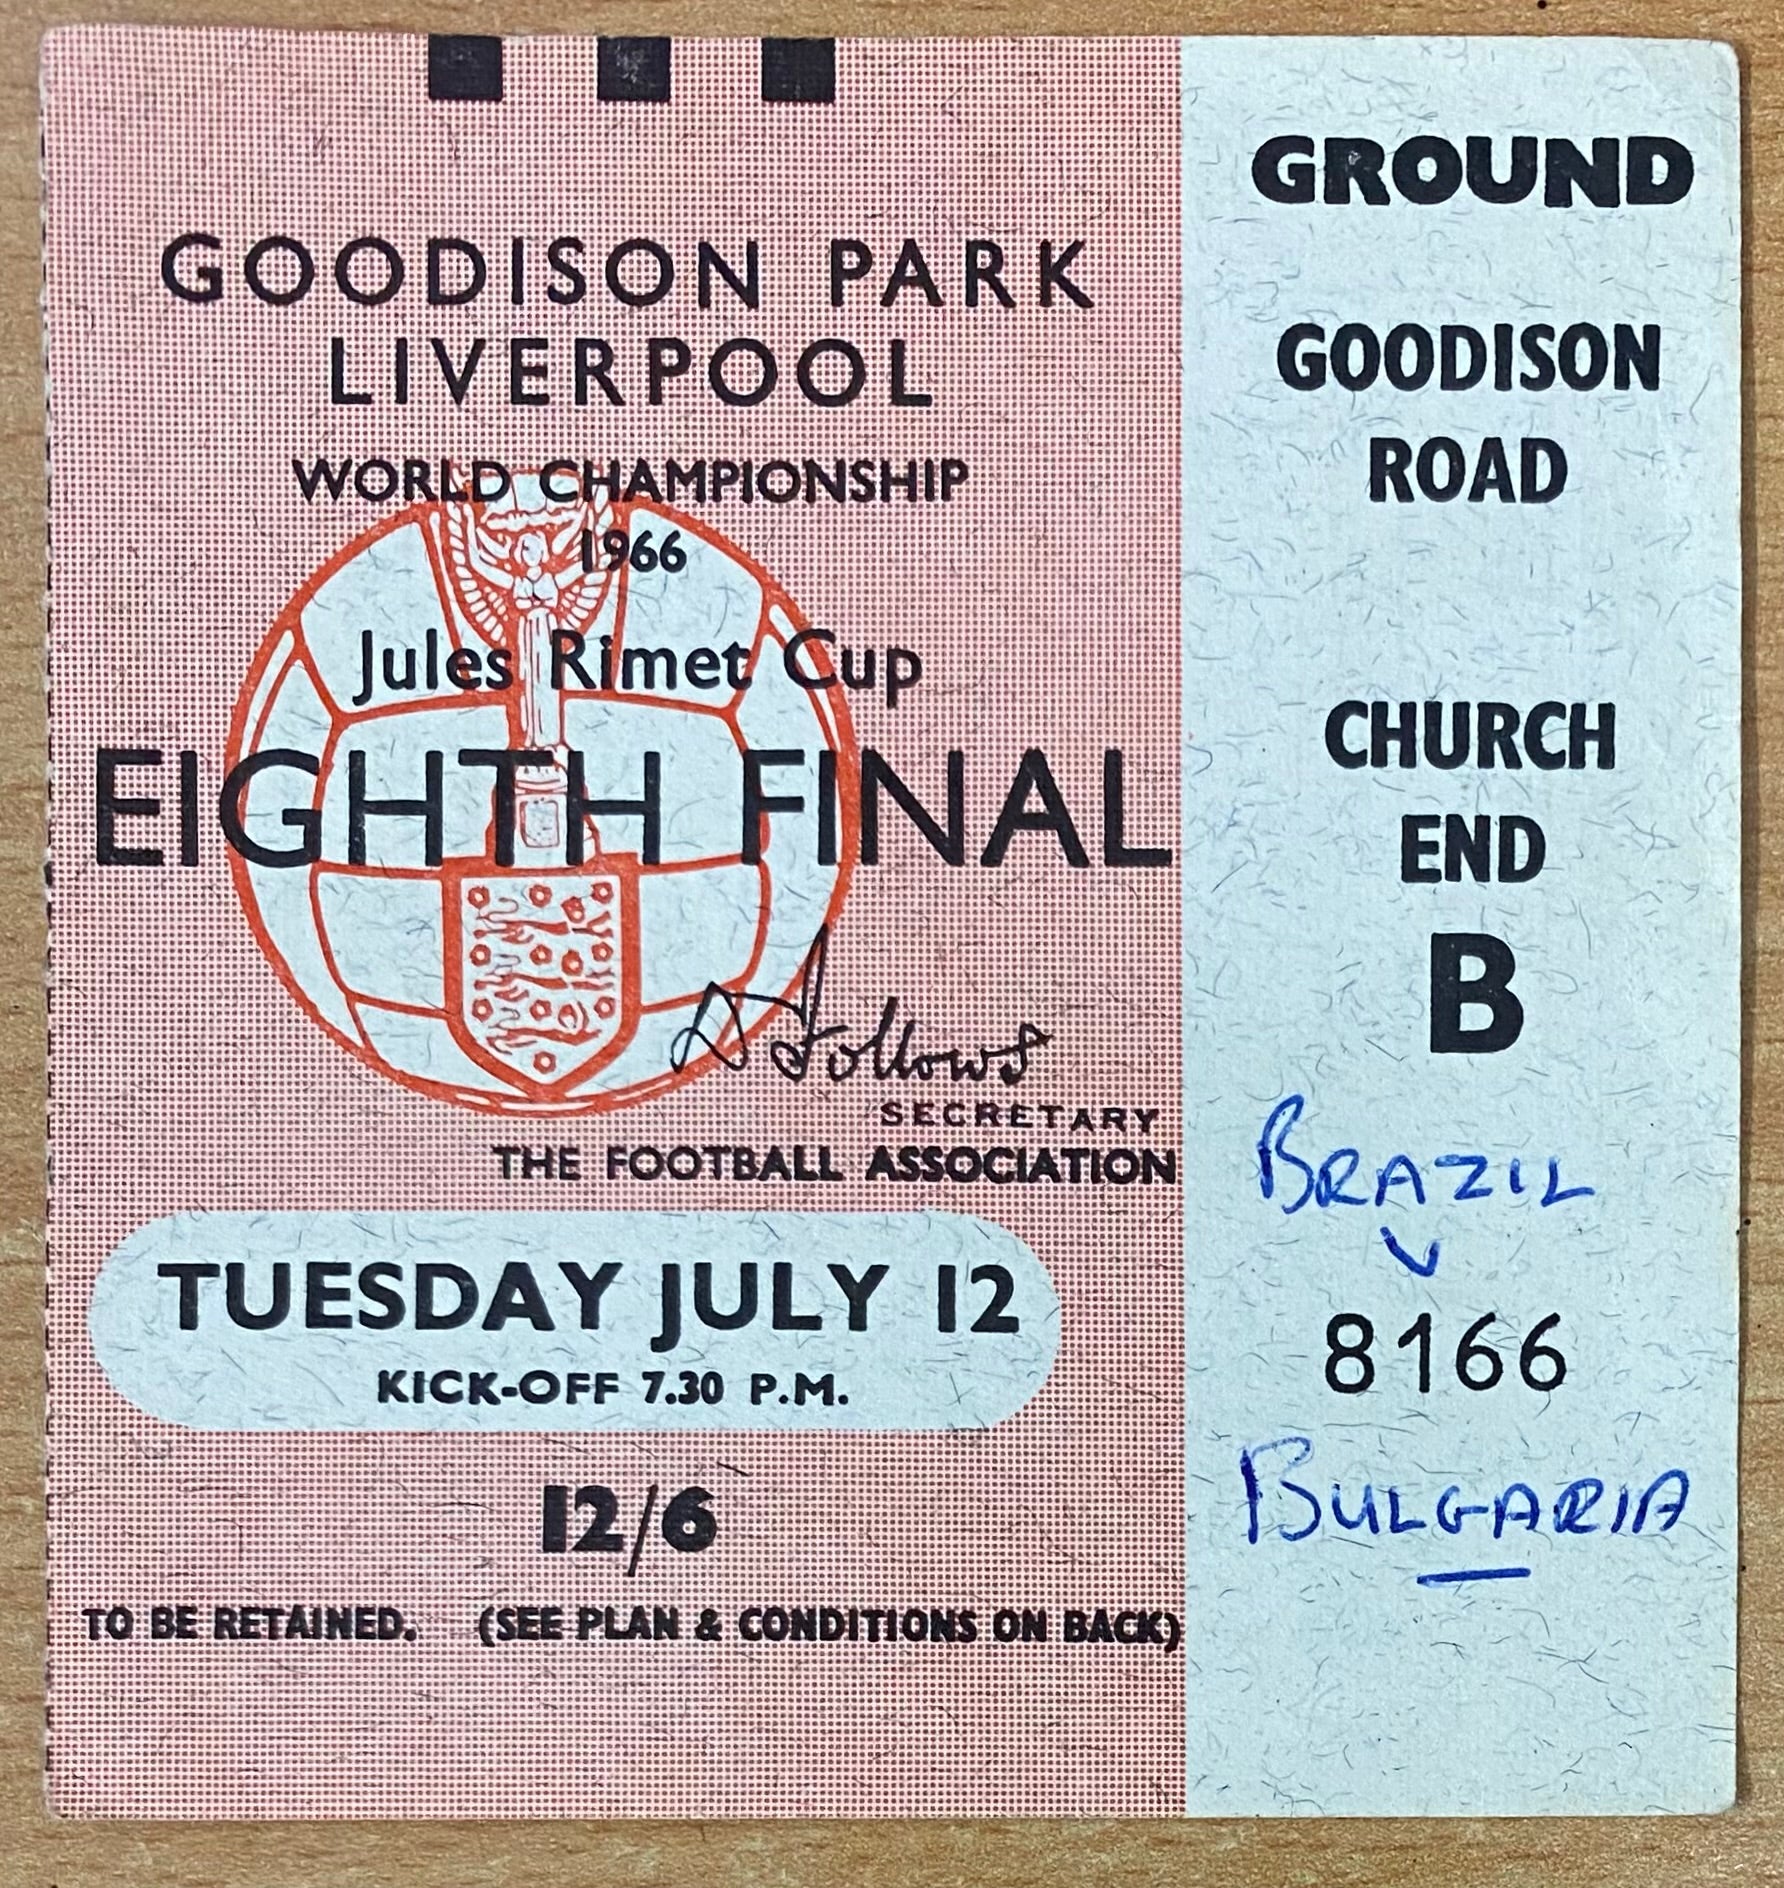 GOODISON PARK
LIVERPOOL
WORLD CHAMPIONSHIP
1966
Jules Rimet Cup
EIGHTH FINAL
D Follows
SECRETARY
THE FOOTBALL ASSOCIATION
TUESDAY JULY 12
KICK-OFF 7.30 P.M.
12/6
TO BE RETAINED. (SEE PLAN & CONDITIONS ON BACK)
GROUND
GOODISON
ROAD
CHURCH
END
B
BRAZIL
V
8166
BULGARIA